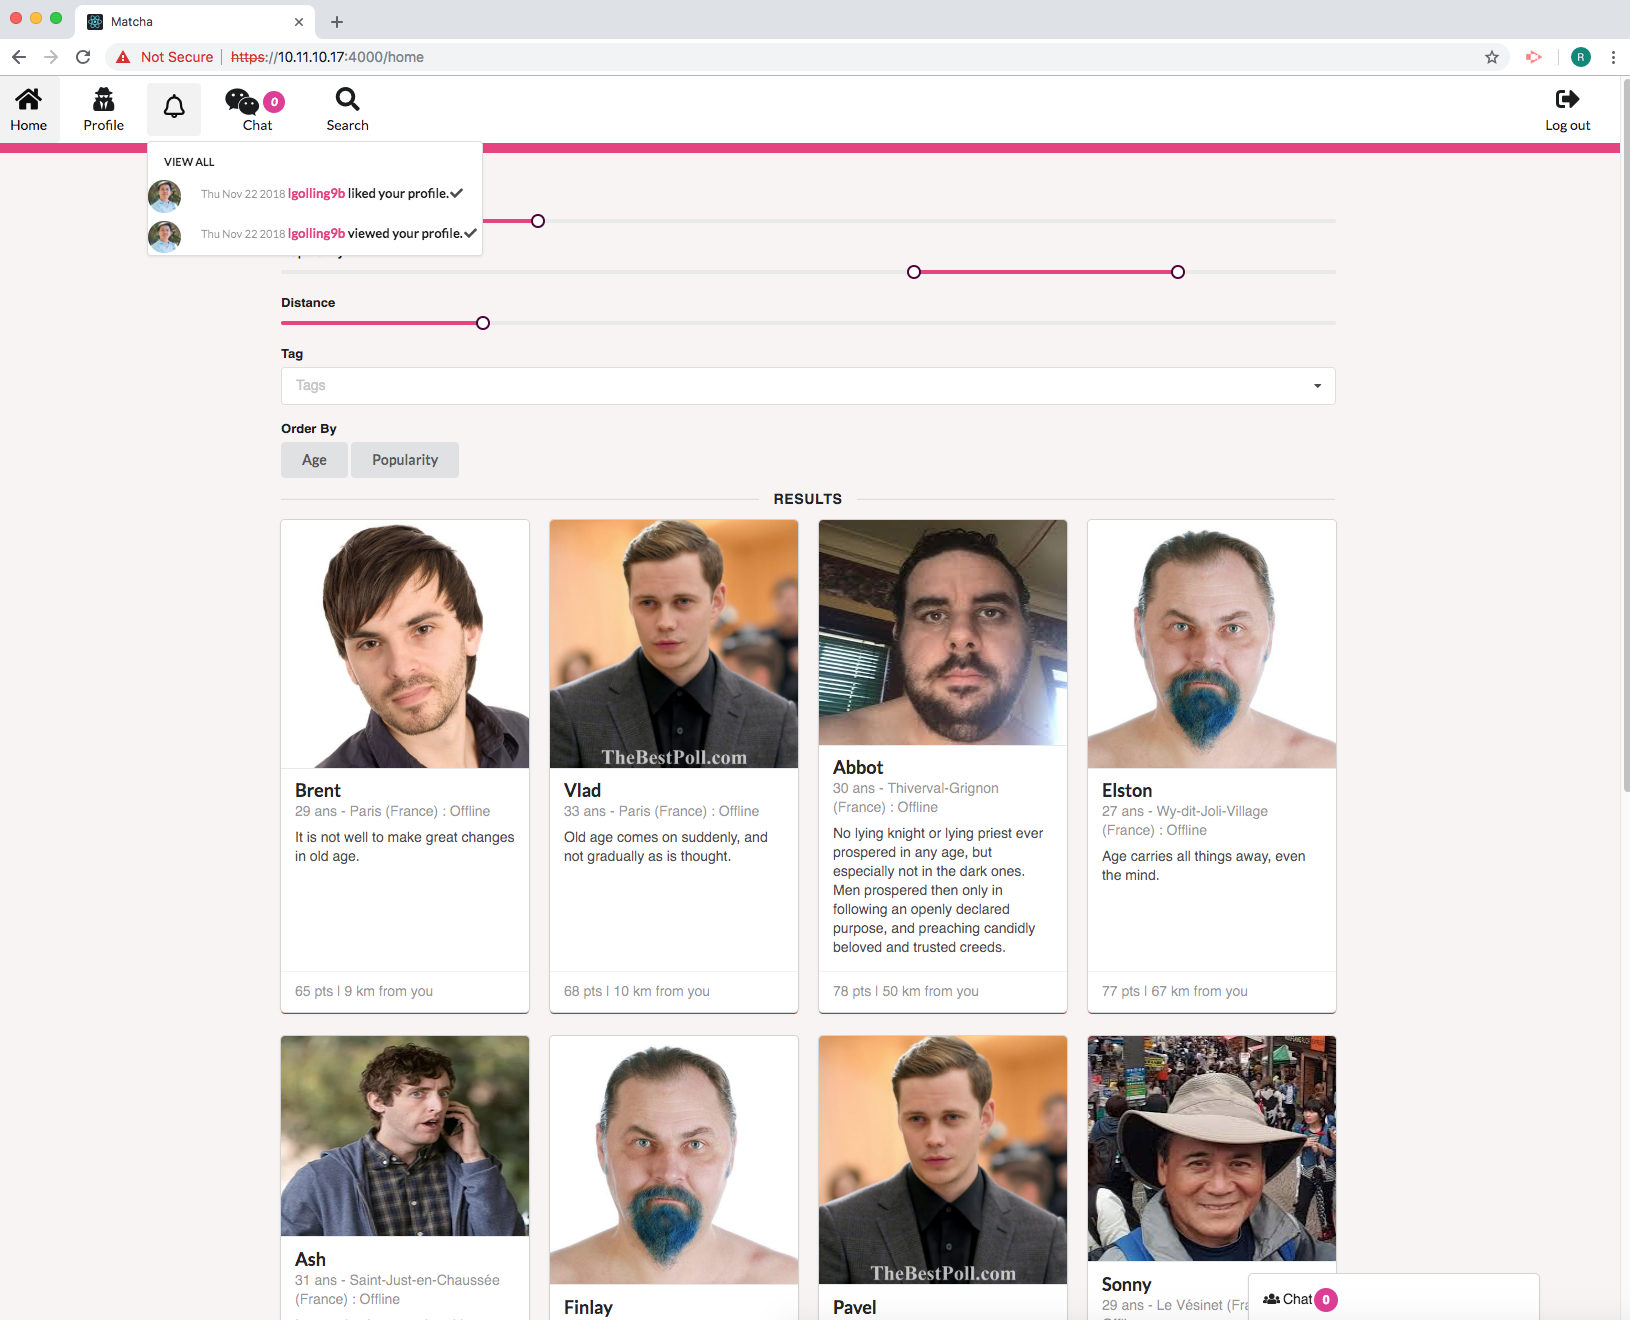 Matcha
Not Secure | https://10.11.10.17:4000/home
R
Home
Profile
0
Chat
Search
Log out
VIEW ALL
Thu Nov 22 2018 lgolling9b liked your profile.
Thu Nov 22 2018 lgolling9b viewed your profile.
Distance
Tag
Tags
Order By
Age
Popularity
RESULTS
TheBestPoll.com
Brent
29 ans - Paris (France) : Offline
It is not well to make great changes
in old age.
65 pts | 9 km from you
Vlad
33 ans - Paris (France) : Offline
Old age comes on suddenly, and
not gradually as is thought.
68 pts | 10 km from you
Abbot
30 ans - Thiverval-Grignon
(France) : Offline
No lying knight or lying priest ever
prospered in any age, but
especially not in the dark ones.
Men prospered then only in
following an openly declared
purpose, and preaching candidly
beloved and trusted creeds.
78 pts | 50 km from you
Elston
27 ans - Wy-dit-Joli-Village
(France) : Offline
Age carries all things away, even
the mind.
77 pts | 67 km from you
Ash
31 ans - Saint-Just-en-Chaussée
(France) : Offline
Finlay
TheBestPoll.com
Pavel
Sonny
29 ans - Le Vésinet (Fra
Chat 0